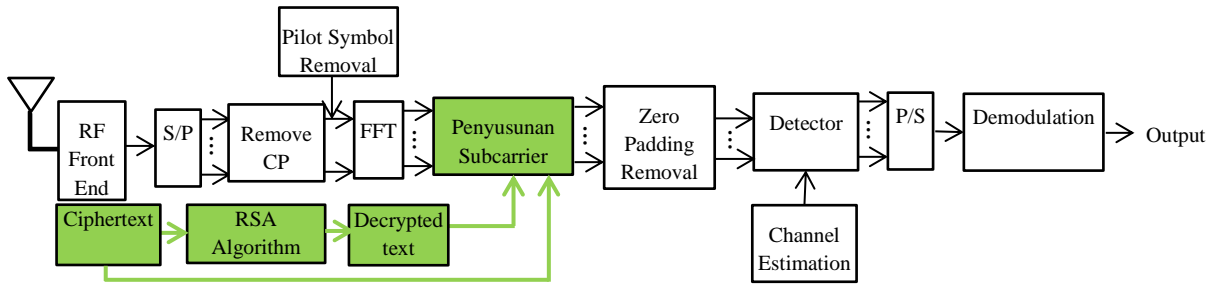 Pilot Symbol
Removal
RF
Front
End
S/P
Remove
CP
FFT
Penyusunan
Subcarrier
Zero
Padding
Removal
Detector
P/S
Demodulation
Output
Ciphertext
RSA
Algorithm
Decrypted
text
Channel
Estimation